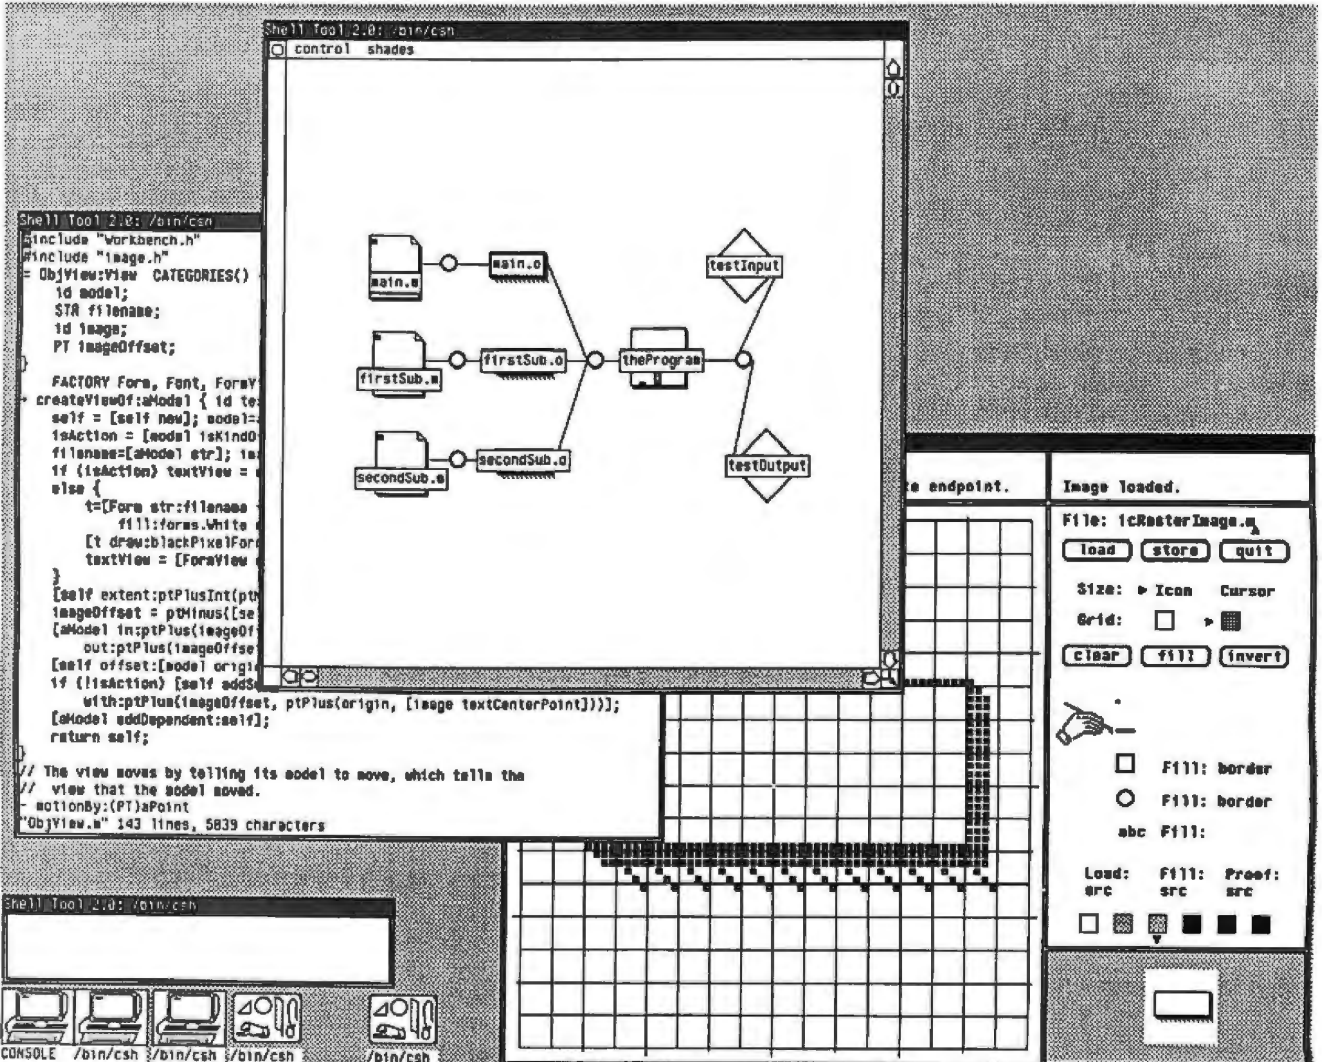 Shell Tool 2.0: /bin/csh
control shades
main.m
main.o
testInput
firstSub.m
firstSub.o
theProgram
secondSub.m
secondSub.o
testOutput
Shell Tool 2.0: /bin/csh
#include "Workbench.h"
#include "image.h"
= ObjView:View CATEGORIES()
id model;
STR filename;
id image;
PT imageOffset;
}
FACTORY Form, Font, FormVi
+ createViewOf:aModel { id te
self = [self new]; model=
isAction = [model isKindO
filename=[aModel str];
if (isAction) textView =
else {
t=[Form str:filename
fill:forms.White
[t draw:blackPixelForm
textView = [FormView
}
[self extent:ptPlusInt(pt
imageOffset = ptMinus([se
[aModel in:ptPlus(imageOf
out:ptPlus(imageOffse
[self offset:[model origi
if (!isAction) [self addS
with:ptPlus(imageOffset, ptPlus(origin, [image textCenterPoint]))];
[aModel addDependent:self];
return self;
}
// The view moves by telling its model to move, which tells the
// view that the model moved.
- motionBy:(PT)aPoint
"ObjView.m" 143 lines, 5839 characters
endpoint.
Image loaded.
File: icRasterImage.m
load store quit
Size: Icon Cursor
Grid:
clear fill invert
Fill: border
Fill: border
abc Fill:
Load: Fill: Proof:
src src src
Shell Tool 2.0: /bin/csh
CONSOLE /bin/csh /bin/csh /bin/csh /bin/csh